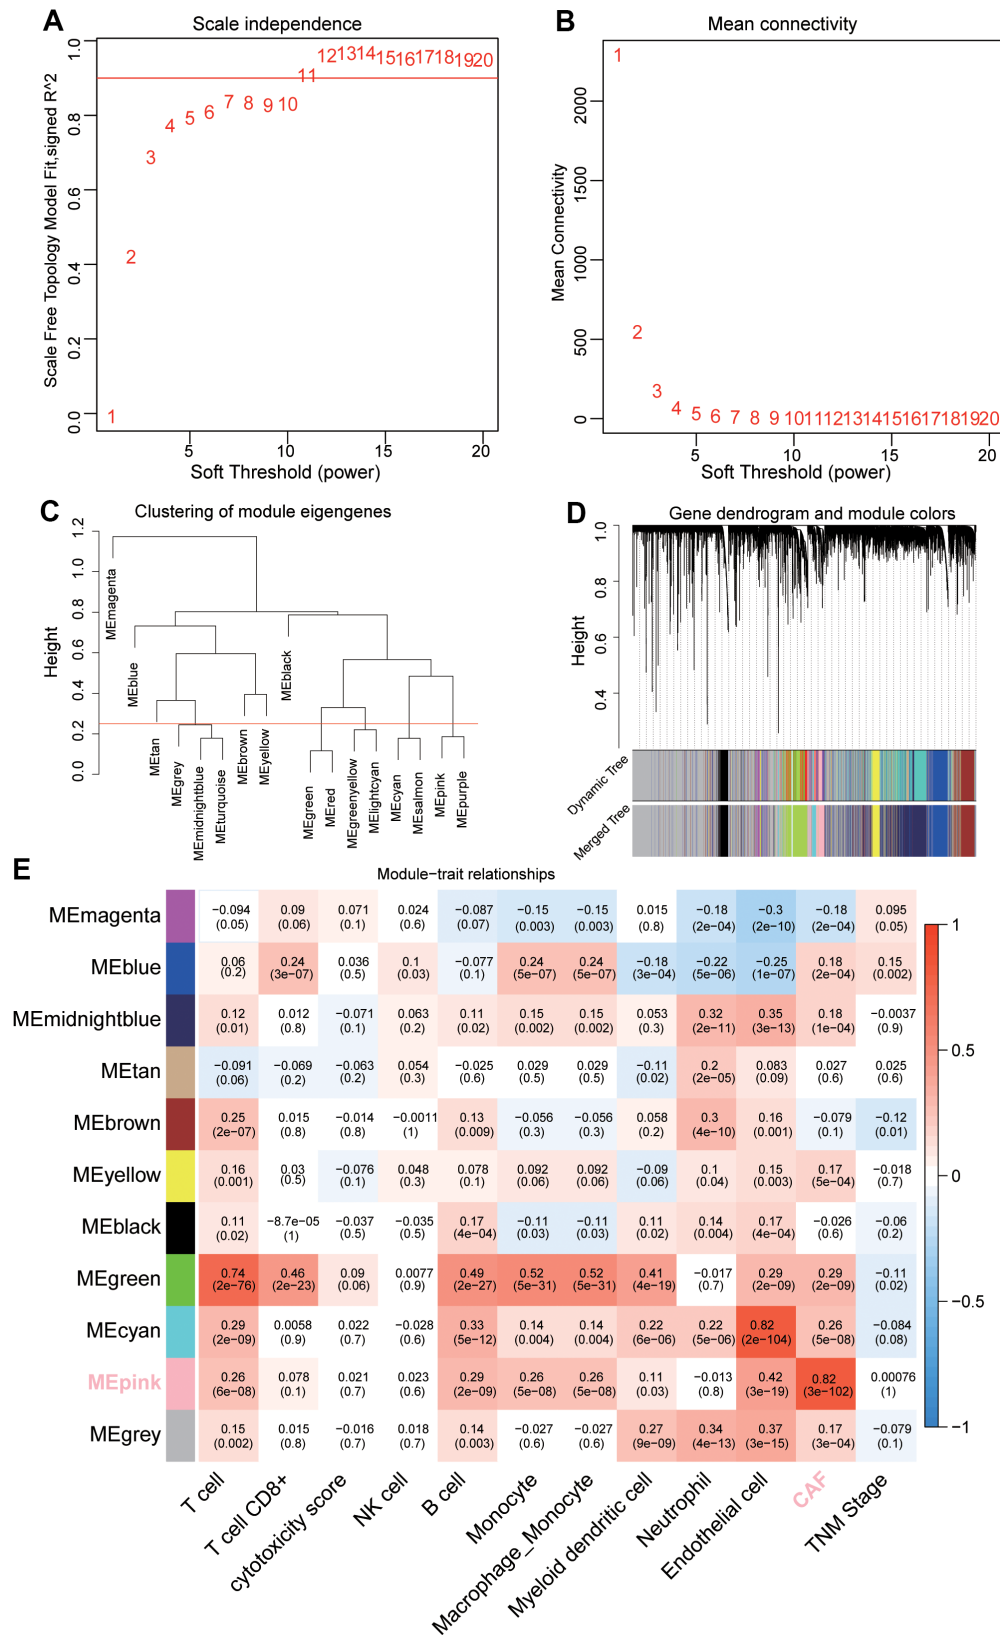 A
Scale independence
Scale Free Topology Model Fit,signed R^2
0.0 0.2 0.4 0.6 0.8 1.0
1 2 3 4 5 6 7 8 9 10 11 12 13 14 15 16 17 18 19 20
5 10 15 20
Soft Threshold (power)
B
Mean connectivity
Mean Connectivity
0 500 1000 1500 2000
1 2 3 4 5 6 7 8 9 10 11 12 13 14 15 16 17 18 19 20
5 10 15 20
Soft Threshold (power)
C
Clustering of module eigengenes
Height
0.0 0.2 0.4 0.6 0.8 1.0 1.2
MEmagenta
MEblue
MEtan
MEgrey
MEmidnightblue
MEturquoise
MEbrown
MEyellow
MEblack
MEgreen
MEred
MEgreenyellow
MElightcyan
MEcyan
MEsalmon
MEpink
MEpurple
D
Gene dendrogram and module colors
Height
0.4 0.6 0.8 1.0
Dynamic Tree
Merged Tree
E
Module−trait relationships
MEmagenta
−0.094 0.09 0.071 0.024 −0.087 −0.15 −0.15 0.015 −0.18 −0.3 −0.18 0.095
(0.05) (0.06) (0.1) (0.6) (0.07) (0.003) (0.003) (0.8) (2e−04) (2e−10) (2e−04) (0.05)
MEblue
0.06 0.24 0.036 0.1 −0.077 0.24 0.24 −0.18 −0.22 −0.25 0.18 0.15
(0.2) (3e−07) (0.5) (0.03) (0.1) (5e−07) (5e−07) (3e−04) (5e−06) (1e−07) (2e−04) (0.002)
MEmidnightblue
0.12 0.012 −0.071 0.063 0.11 0.15 0.15 0.053 0.32 0.35 0.18 −0.0037
(0.01) (0.8) (0.1) (0.2) (0.02) (0.002) (0.002) (0.3) (2e−11) (3e−13) (1e−04) (0.9)
MEtan
−0.091 −0.069 −0.063 0.054 −0.025 0.029 0.029 −0.11 0.2 0.083 0.027 0.025
(0.06) (0.2) (0.2) (0.3) (0.6) (0.5) (0.5) (0.02) (2e−05) (0.09) (0.6) (0.6)
MEbrown
0.25 0.015 −0.014 −0.0011 0.13 −0.056 −0.056 0.058 0.3 0.16 −0.079 −0.12
(2e−07) (0.8) (0.8) (1) (0.009) (0.3) (0.3) (0.2) (4e−10) (0.001) (0.1) (0.01)
MEyellow
0.16 0.03 −0.076 0.048 0.078 0.092 0.092 −0.09 0.1 0.15 0.17 −0.018
(0.001) (0.5) (0.1) (0.3) (0.1) (0.06) (0.06) (0.06) (0.04) (0.003) (5e−04) (0.7)
MEblack
0.11 −8.7e−05 −0.037 −0.035 0.17 −0.11 −0.11 0.11 0.14 0.17 −0.026 −0.06
(0.02) (1) (0.5) (0.5) (4e−04) (0.03) (0.03) (0.02) (0.004) (4e−04) (0.6) (0.2)
MEgreen
0.74 0.46 0.09 0.0077 0.49 0.52 0.52 0.41 −0.017 0.29 0.29 −0.11
(2e−76) (2e−23) (0.06) (0.9) (2e−27) (5e−31) (5e−31) (4e−19) (0.7) (2e−09) (2e−09) (0.02)
MEcyan
0.29 0.0058 0.022 −0.028 0.33 0.14 0.14 0.22 0.22 0.82 0.26 −0.084
(2e−09) (0.9) (0.7) (0.6) (5e−12) (0.004) (0.004) (6e−06) (5e−06) (2e−104) (5e−08) (0.08)
MEpink
0.26 0.078 0.021 0.023 0.29 0.26 0.26 0.11 −0.013 0.42 0.82 0.00076
(6e−08) (0.1) (0.7) (0.6) (2e−09) (5e−08) (5e−08) (0.03) (0.8) (3e−19) (3e−102) (1)
MEgrey
0.15 0.015 −0.016 0.018 0.14 −0.027 −0.027 0.27 0.34 0.37 0.17 −0.079
(0.002) (0.8) (0.7) (0.7) (0.003) (0.6) (0.6) (9e−09) (4e−13) (3e−15) (3e−04) (0.1)
T cell
T cell CD8+
cytotoxicity score
NK cell
B cell
Monocyte
Macrophage_Monocyte
Myeloid dendritic cell
Neutrophil
Endothelial cell
CAF
TNM Stage
1
0.5
0
−0.5
−1